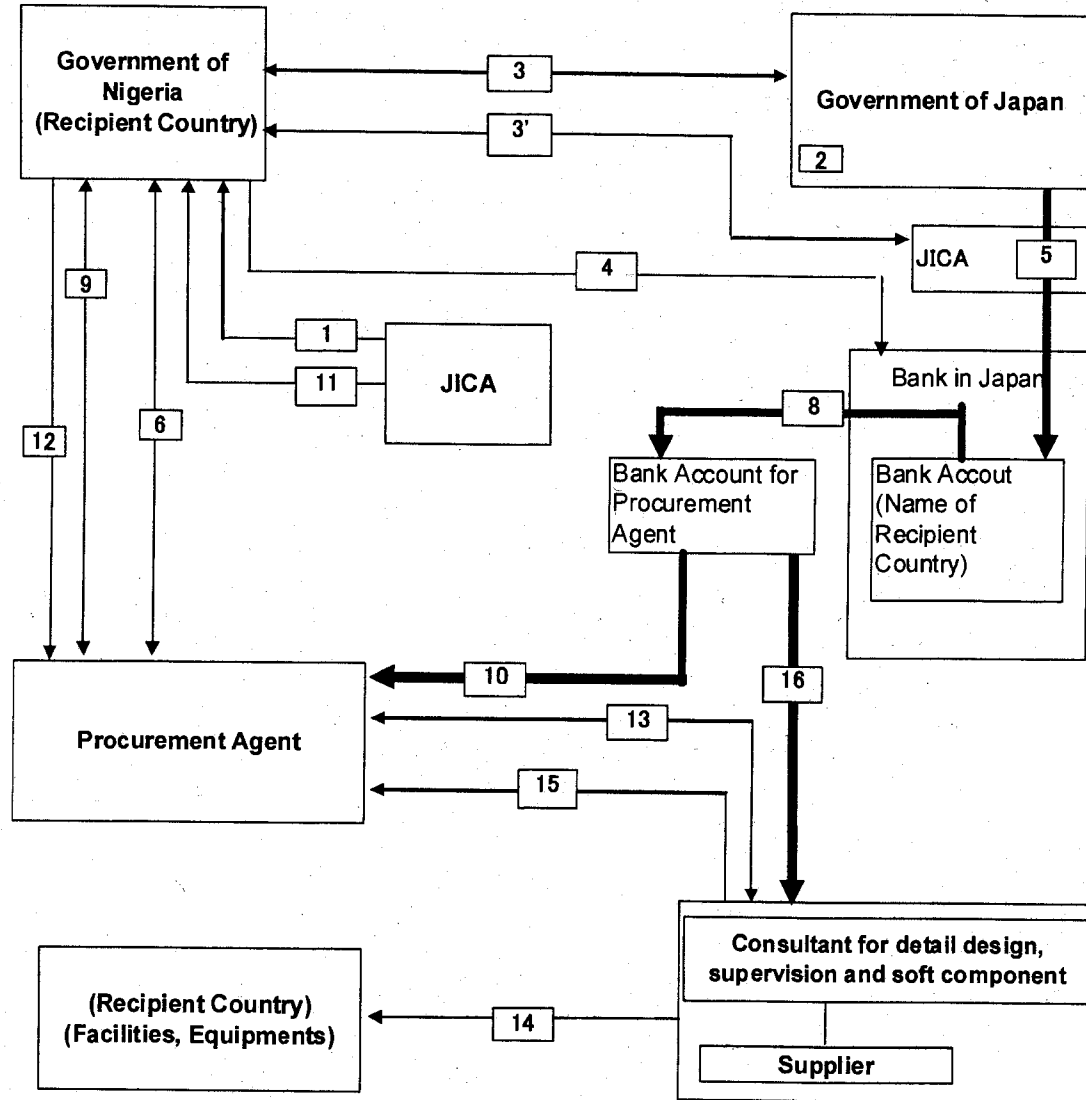 Government of
Nigeria
(Recipient Country)
3
Government of Japan
3'
2
JICA
5
4
9
1
JICA
11
Bank in Japan
8
6
12
Bank Account for
Procurement
Agent
Bank Accout
(Name of
Recipient
Country)
10
16
13
Procurement Agent
15
Consultant for detail design,
supervision and soft component
(Recipient Country)
(Facilities, Equipments)
14
Supplier